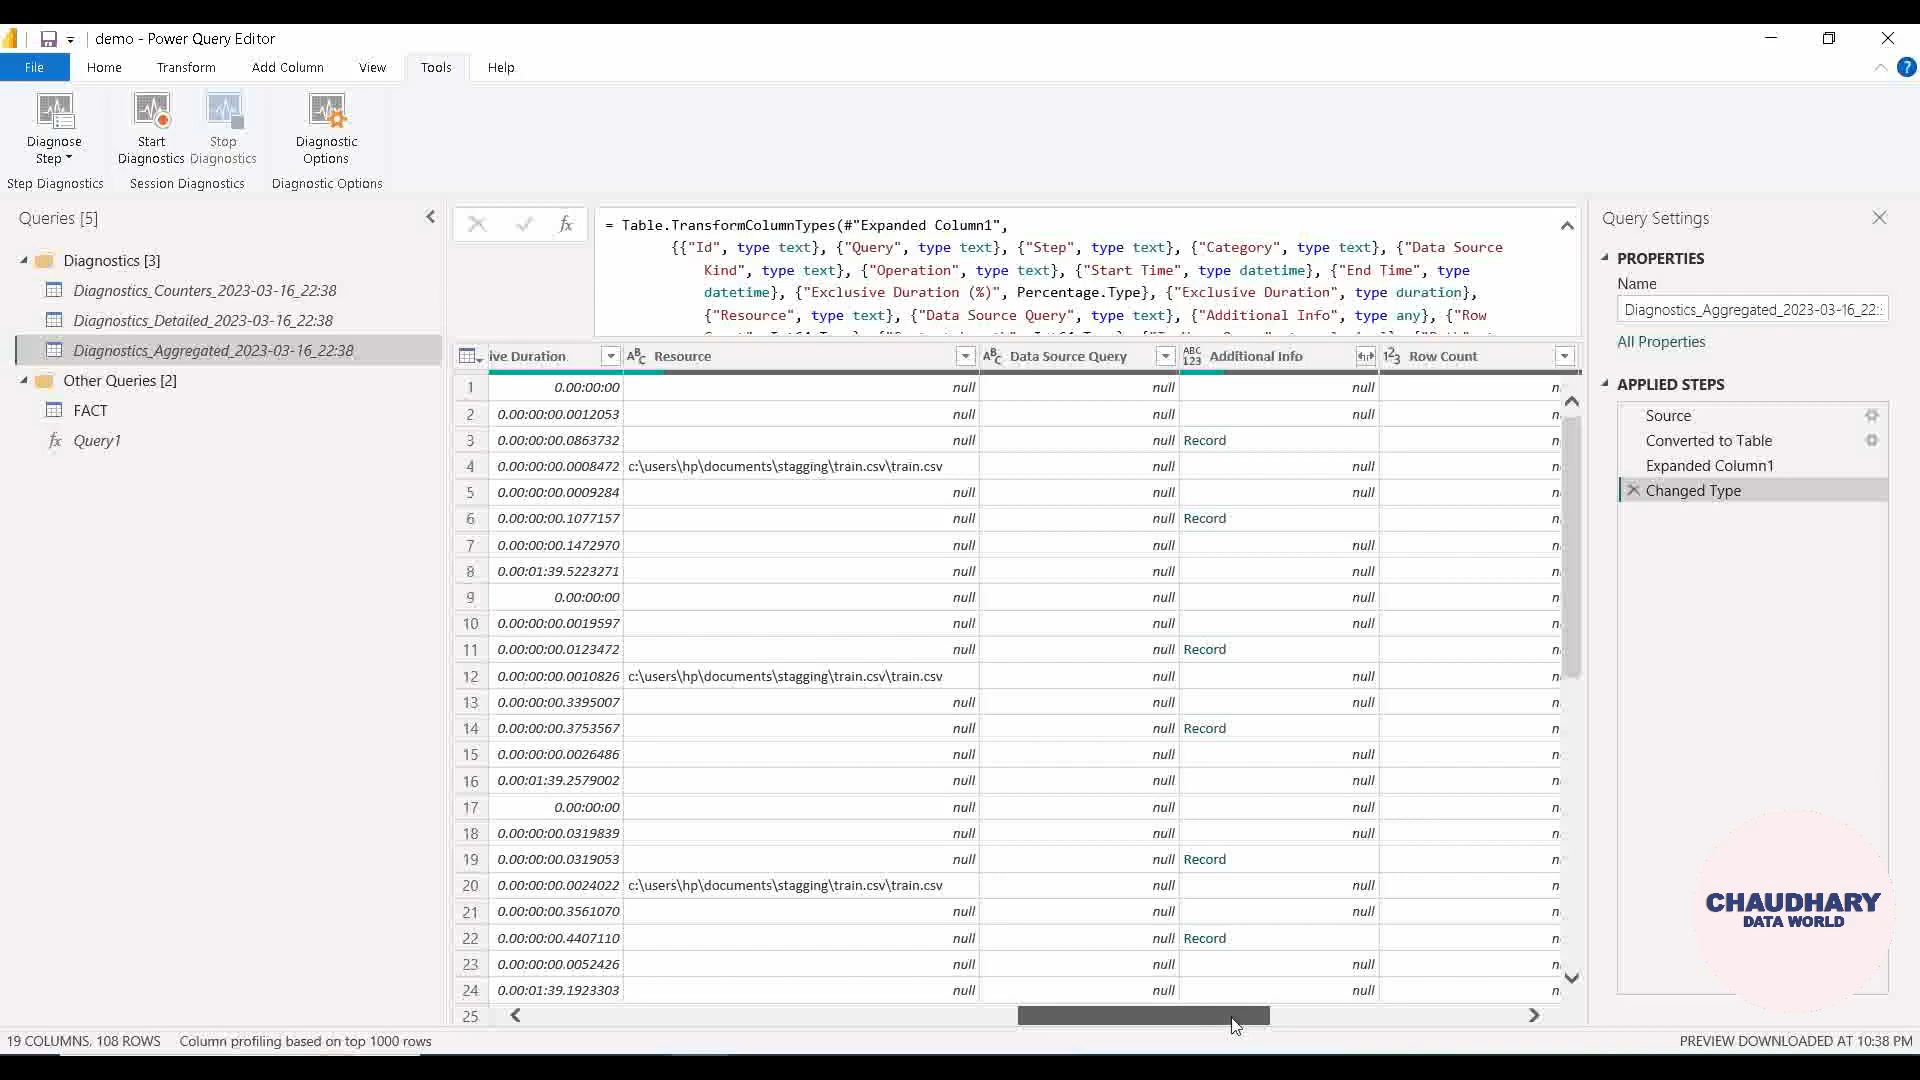 demo - Power Query Editor
File Home Transform Add Column View Tools Help
Diagnose Step
Start Diagnostics
Stop Diagnostics
Diagnostic Options
Step Diagnostics Session Diagnostics Diagnostic Options
Queries [5]
Diagnostics [3]
Diagnostics_Counters_2023-03-16_22:38
Diagnostics_Detailed_2023-03-16_22:38
Diagnostics_Aggregated_2023-03-16_22:38
Other Queries [2]
FACT
fx Query1
fx
= Table.TransformColumnTypes(#"Expanded Column1",
{{"Id", type text}, {"Query", type text}, {"Step", type text}, {"Category", type text}, {"Data Source
Kind", type text}, {"Operation", type text}, {"Start Time", type datetime}, {"End Time", type
datetime}, {"Exclusive Duration (%)", Percentage.Type}, {"Exclusive Duration", type duration},
{"Resource", type text}, {"Data Source Query", type text}, {"Additional Info", type any}, {"Row
ive Duration ABC Resource ABC Data Source Query ABC 123 Additional Info 123 Row Count
1 0.00:00:00 null null null n
2 0.00:00:00.0012053 null null null n
3 0.00:00:00.0863732 null null Record n
4 0.00:00:00.0008472 c:\users\hp\documents\stagging\train.csv\train.csv null null n
5 0.00:00:00.0009284 null null null n
6 0.00:00:00.1077157 null null Record n
7 0.00:00:00.1472970 null null null n
8 0.00:01:39.5223271 null null null n
9 0.00:00:00 null null null n
10 0.00:00:00.0019597 null null null n
11 0.00:00:00.0123472 null null Record n
12 0.00:00:00.0010826 c:\users\hp\documents\stagging\train.csv\train.csv null null n
13 0.00:00:00.3395007 null null null n
14 0.00:00:00.3753567 null null Record n
15 0.00:00:00.0026486 null null null n
16 0.00:01:39.2579002 null null null n
17 0.00:00:00 null null null n
18 0.00:00:00.0319839 null null null n
19 0.00:00:00.0319053 null null Record n
20 0.00:00:00.0024022 c:\users\hp\documents\stagging\train.csv\train.csv null null n
21 0.00:00:00.3561070 null null null n
22 0.00:00:00.4407110 null null Record n
23 0.00:00:00.0052426 null null null n
24 0.00:01:39.1923303 null null null n
25
Query Settings
PROPERTIES
Name
Diagnostics_Aggregated_2023-03-16_22:
All Properties
APPLIED STEPS
Source
Converted to Table
Expanded Column1
Changed Type
CHAUDHARY
DATA WORLD
19 COLUMNS, 108 ROWS Column profiling based on top 1000 rows
PREVIEW DOWNLOADED AT 10:38 PM